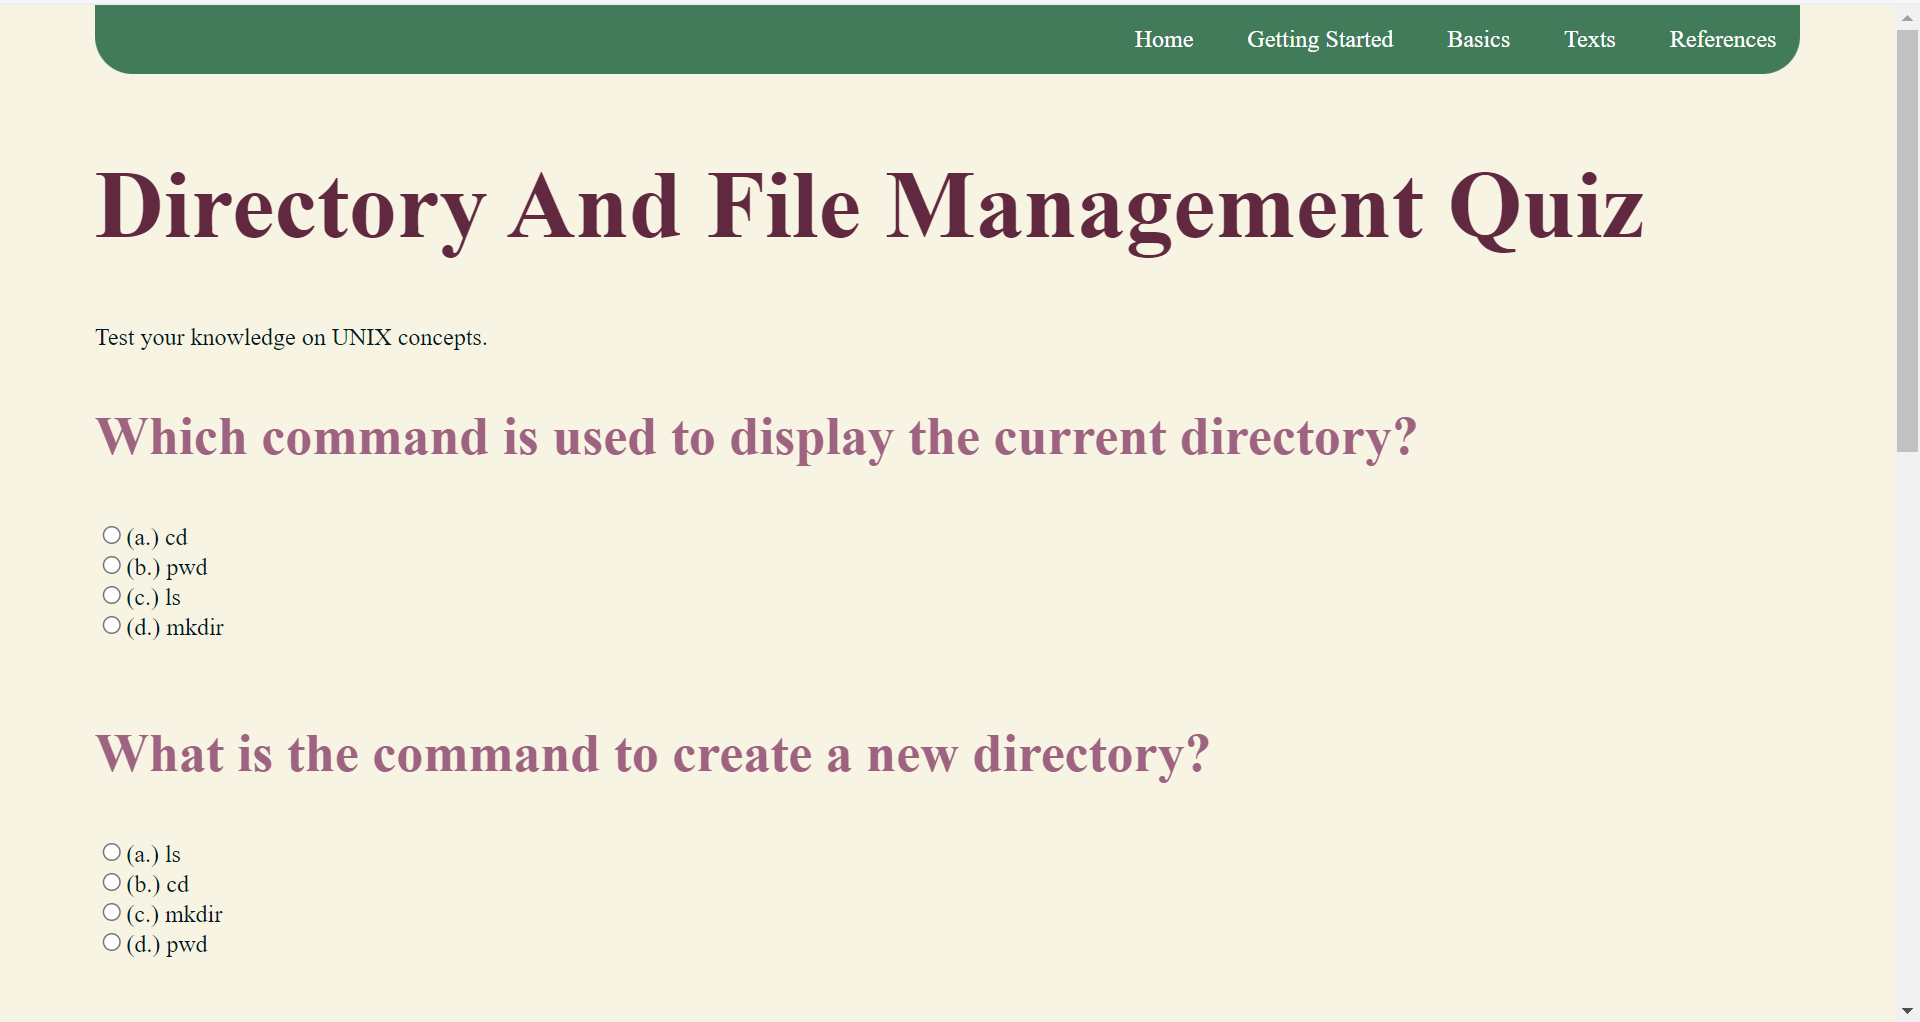 Home Getting Started Basics Texts References
Directory And File Management Quiz
Test your knowledge on UNIX concepts.
Which command is used to display the current directory?
(a.) cd
(b.) pwd
(c.) ls
(d.) mkdir
What is the command to create a new directory?
(a.) ls
(b.) cd
(c.) mkdir
(d.) pwd